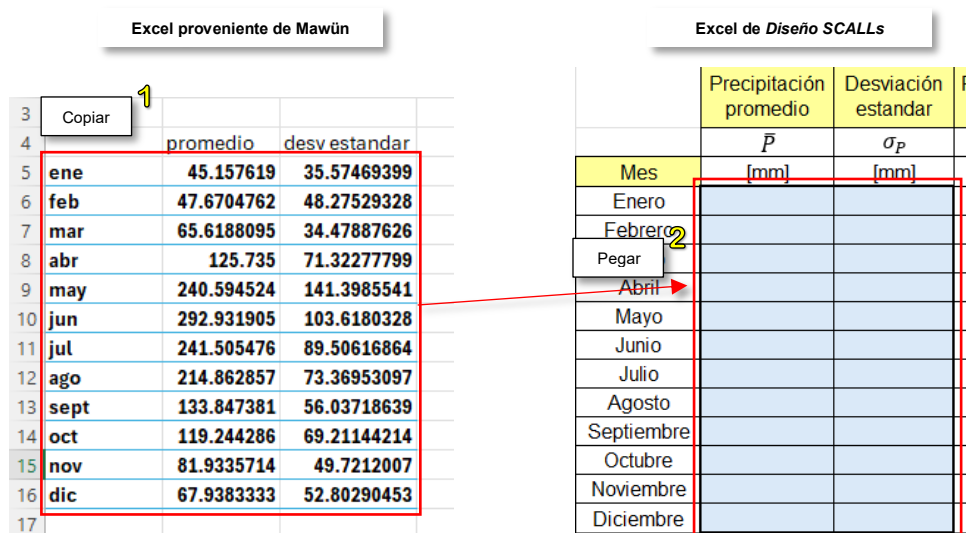 Excel proveniente de Mawün
Excel de Diseño SCALLs
3
Copiar
1
4 promedio desv estandar
5 ene 45.157619 35.57469399
6 feb 47.6704762 48.27529328
7 mar 65.6188095 34.47887626
8 abr 125.735 71.32277799
9 may 240.594524 141.3985541
10 jun 292.931905 103.6180328
11 jul 241.505476 89.50616864
12 ago 214.862857 73.36953097
13 sept 133.847381 56.03718639
14 oct 119.244286 69.21144214
15 nov 81.9335714 49.7212007
16 dic 67.9383333 52.80290453
17
Precipitación Desviación
promedio estandar
P̅ σP
Mes [mm] [mm]
Enero
Febrero
2
Pegar
Abril
Mayo
Junio
Julio
Agosto
Septiembre
Octubre
Noviembre
Diciembre